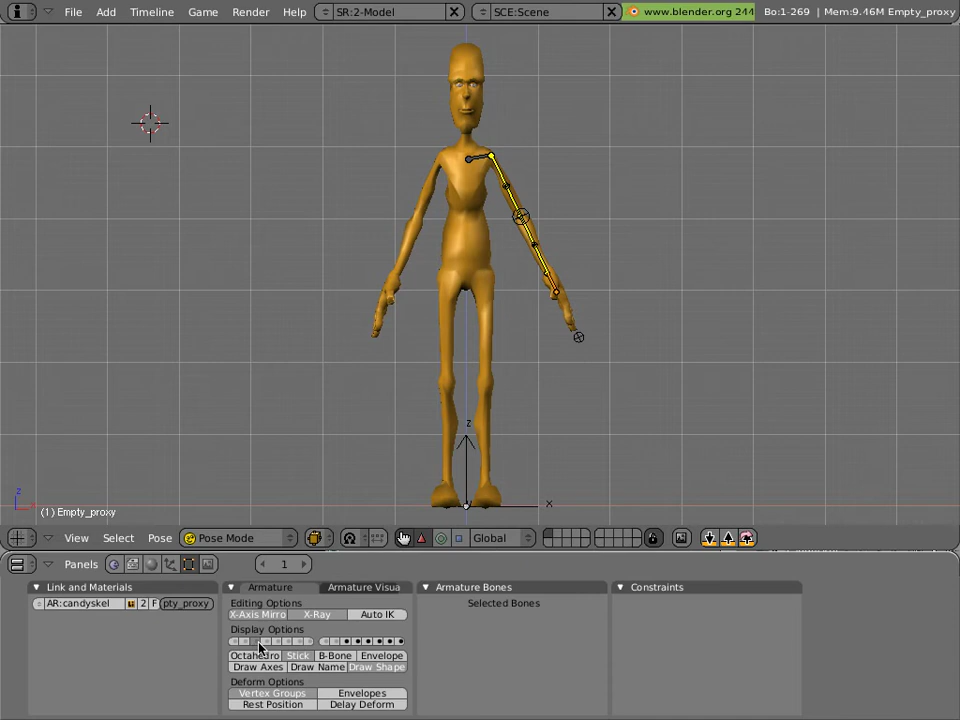 File Add Timeline Game Render Help SR:2-Model SCE:Scene www.blender.org 244 Bo:1-269 | Mem:9.46M Empty_proxy
z
x
z
x
(1) Empty_proxy
View Select Pose Pose Mode Global
Panels 1
Link and Materials Armature Armature Visua Armature Bones Constraints
AR:candyskel 2 F pty_proxy Editing Options Selected Bones
X-Axis Mirro X-Ray Auto IK
Display Options
Octahedro Stick B-Bone Envelope
Draw Axes Draw Name Draw Shape
Deform Options
Vertex Groups Envelopes
Rest Position Delay Deform